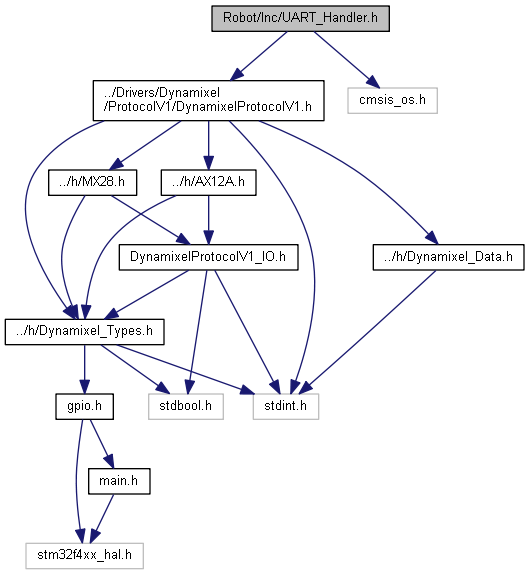 Robot/Inc/UART_Handler.h
../Drivers/Dynamixel
/ProtocolV1/DynamixelProtocolV1.h
cmsis_os.h
../h/MX28.h
../h/AX12A.h
DynamixelProtocolV1_IO.h
../h/Dynamixel_Data.h
../h/Dynamixel_Types.h
gpio.h
stdbool.h
stdint.h
main.h
stm32f4xx_hal.h